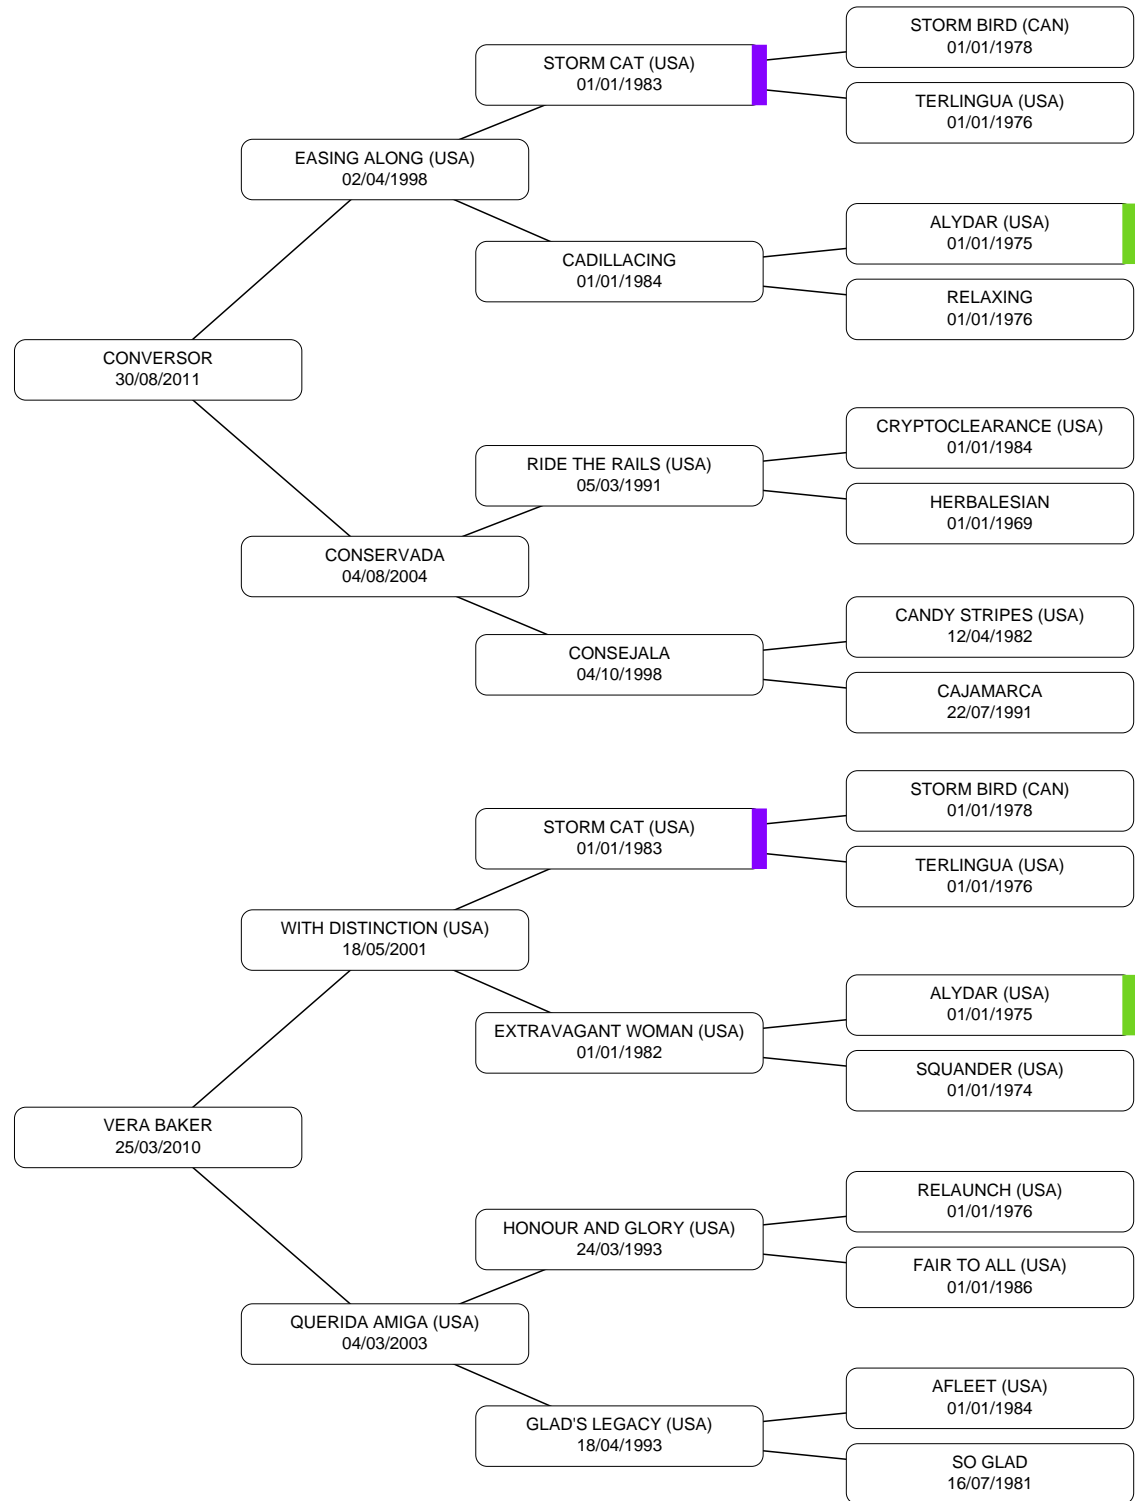 STORM BIRD (CAN)
01/01/1978
STORM CAT (USA)
01/01/1983
TERLINGUA (USA)
01/01/1976
EASING ALONG (USA)
02/04/1998
ALYDAR (USA)
01/01/1975
CADILLACING
01/01/1984
RELAXING
01/01/1976
CONVERSOR
30/08/2011
CRYPTOCLEARANCE (USA)
01/01/1984
RIDE THE RAILS (USA)
05/03/1991
HERBALESIAN
01/01/1969
CONSERVADA
04/08/2004
CANDY STRIPES (USA)
12/04/1982
CONSEJALA
04/10/1998
CAJAMARCA
22/07/1991
STORM BIRD (CAN)
01/01/1978
STORM CAT (USA)
01/01/1983
TERLINGUA (USA)
01/01/1976
WITH DISTINCTION (USA)
18/05/2001
ALYDAR (USA)
01/01/1975
EXTRAVAGANT WOMAN (USA)
01/01/1982
SQUANDER (USA)
01/01/1974
VERA BAKER
25/03/2010
RELAUNCH (USA)
01/01/1976
HONOUR AND GLORY (USA)
24/03/1993
FAIR TO ALL (USA)
01/01/1986
QUERIDA AMIGA (USA)
04/03/2003
AFLEET (USA)
01/01/1984
GLAD'S LEGACY (USA)
18/04/1993
SO GLAD
16/07/1981